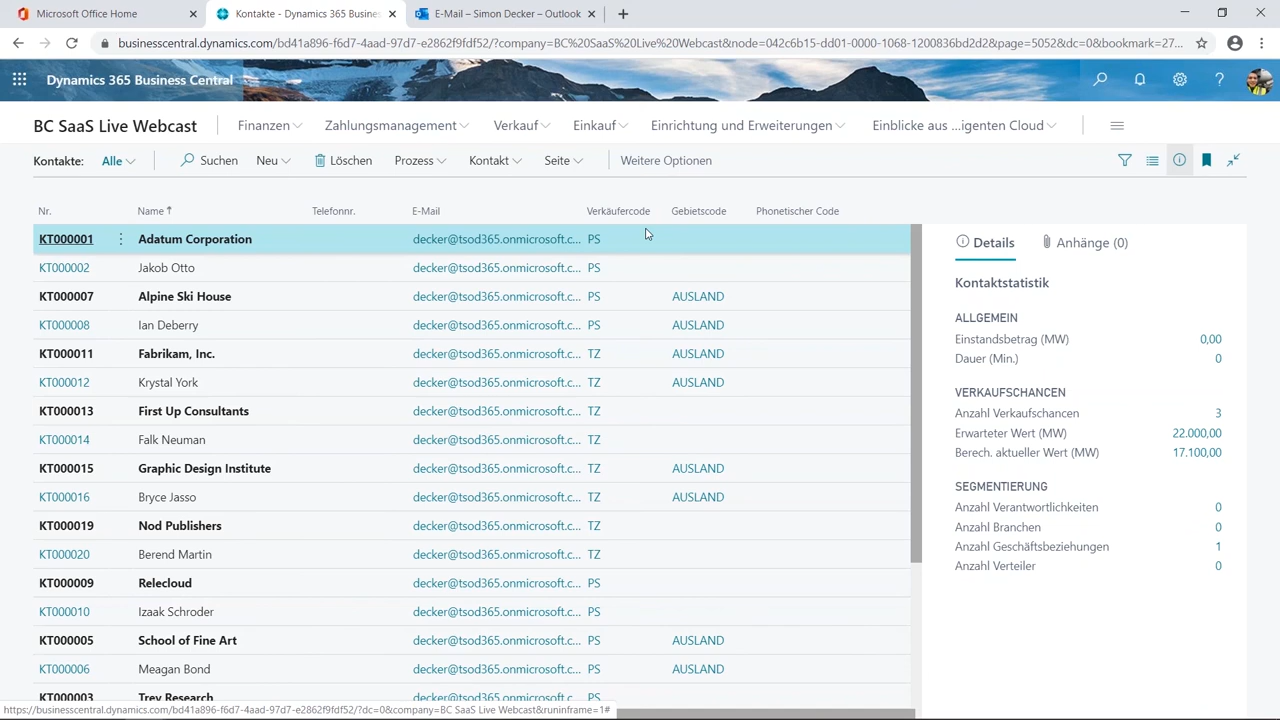 Microsoft Office Home
Kontakte - Dynamics 365 Busines
E-Mail – Simon Decker – Outlook
businesscentral.dynamics.com/bd41a896-f6d7-4aad-97d7-e2862f9fdf52/?company=BC%20SaaS%20Live%20Webcast&node=042c6b15-dd01-0000-1068-1200836bd2d2&page=5052&dc=0&bookmark=27...
Dynamics 365 Business Central
BC SaaS Live Webcast
Finanzen
Zahlungsmanagement
Verkauf
Einkauf
Einrichtung und Erweiterungen
Einblicke aus ...igenten Cloud
Kontakte: Alle
Suchen
Neu
Löschen
Prozess
Kontakt
Seite
Weitere Optionen
Nr. Name Telefonnr. E-Mail Verkäufercode Gebietscode Phonetischer Code
KT000001 Adatum Corporation decker@tsod365.onmicrosoft.c... PS
KT000002 Jakob Otto decker@tsod365.onmicrosoft.c... PS
KT000007 Alpine Ski House decker@tsod365.onmicrosoft.c... PS AUSLAND
KT000008 Ian Deberry decker@tsod365.onmicrosoft.c... PS AUSLAND
KT000011 Fabrikam, Inc. decker@tsod365.onmicrosoft.c... TZ AUSLAND
KT000012 Krystal York decker@tsod365.onmicrosoft.c... TZ AUSLAND
KT000013 First Up Consultants decker@tsod365.onmicrosoft.c... TZ
KT000014 Falk Neuman decker@tsod365.onmicrosoft.c... TZ
KT000015 Graphic Design Institute decker@tsod365.onmicrosoft.c... TZ AUSLAND
KT000016 Bryce Jasso decker@tsod365.onmicrosoft.c... TZ AUSLAND
KT000019 Nod Publishers decker@tsod365.onmicrosoft.c... TZ
KT000020 Berend Martin decker@tsod365.onmicrosoft.c... TZ
KT000009 Relecloud decker@tsod365.onmicrosoft.c... PS
KT000010 Izaak Schroder decker@tsod365.onmicrosoft.c... PS
KT000005 School of Fine Art decker@tsod365.onmicrosoft.c... PS AUSLAND
KT000006 Meagan Bond decker@tsod365.onmicrosoft.c... PS AUSLAND
KT000003 Trey Research decker@tsod365.onmicrosoft.c... PS
Details
Anhänge (0)
Kontaktstatistik
ALLGEMEIN
Einstandsbetrag (MW) 0,00
Dauer (Min.) 0
VERKAUFSCHANCEN
Anzahl Verkaufschancen 3
Erwarteter Wert (MW) 22.000,00
Berech. aktueller Wert (MW) 17.100,00
SEGMENTIERUNG
Anzahl Verantwortlichkeiten 0
Anzahl Branchen 0
Anzahl Geschäftsbeziehungen 1
Anzahl Verteiler 0
https://businesscentral.dynamics.com/bd41a896-f6d7-4aad-97d7-e2862f9fdf52/?dc=0&company=BC SaaS Live Webcast&runinframe=1#